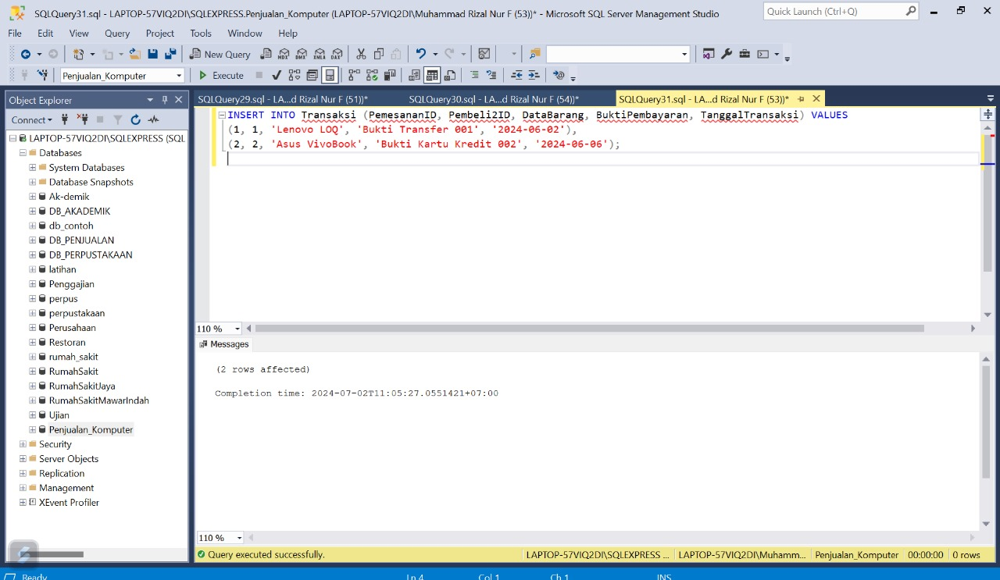 SQLQuery31.sql - LAPTOP-57VIQ2DI\SQLEXPRESS.Penjualan_Komputer (LAPTOP-57VIQ2DI\Muhammad Rizal Nur F (53))* - Microsoft SQL Server Management Studio
Quick Launch (Ctrl+Q)
File Edit View Query Project Tools Window Help
New Query MDX DMX XMLA DAX
Penjualan_Komputer Execute
Object Explorer
SQLQuery29.sql - LA...d Rizal Nur F (51))* SQLQuery30.sql - LA...d Rizal Nur F (54))* SQLQuery31.sql - LA...d Rizal Nur F (53))*
Connect
LAPTOP-57VIQ2DI\SQLEXPRESS (SQL
Databases
System Databases
Database Snapshots
Ak-demik
DB_AKADEMIK
db_contoh
DB_PENJUALAN
DB_PERPUSTAKAAN
latihan
Penggajian
perpus
perpustakaan
Perusahaan
Restoran
rumah_sakit
RumahSakit
RumahSakitJaya
RumahSakitMawarIndah
Ujian
Penjualan_Komputer
Security
Server Objects
Replication
Management
XEvent Profiler
INSERT INTO Transaksi (PemesananID, Pembeli2ID, DataBarang, BuktiPembayaran, TanggalTransaksi) VALUES
(1, 1, 'Lenovo LOQ', 'Bukti Transfer 001', '2024-06-02'),
(2, 2, 'Asus VivoBook', 'Bukti Kartu Kredit 002', '2024-06-06');
110 %
Messages
(2 rows affected)
Completion time: 2024-07-02T11:05:27.0551421+07:00
110 %
Query executed successfully. LAPTOP-57VIQ2DI\SQLEXPRESS ... LAPTOP-57VIQ2DI\Muhamm... Penjualan_Komputer 00:00:00 0 rows
Ready Ln 4 Col 1 Ch 1 INS